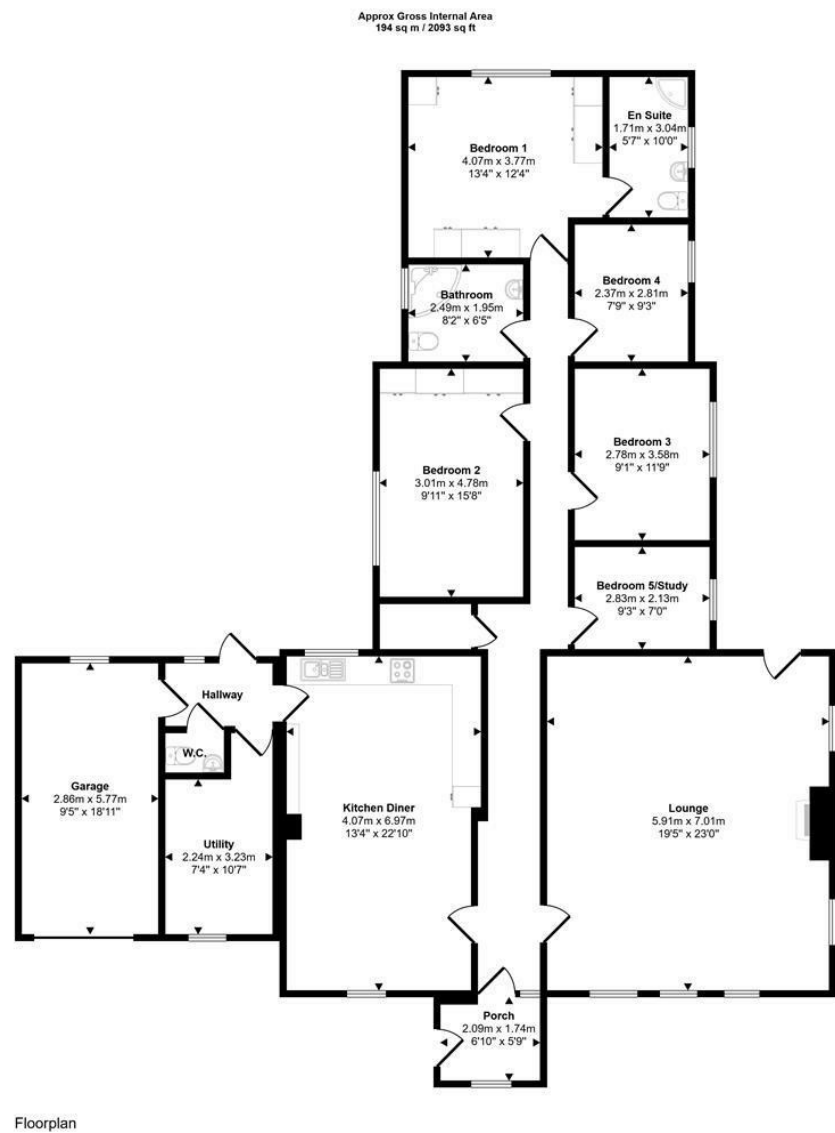 Approx Gross Internal Area
194 sq m / 2093 sq ft
En Suite
1.71m x 3.04m
5'7" x 10'0"
Bedroom 1
4.07m x 3.77m
13'4" x 12'4"
Bedroom 4
2.37m x 2.81m
7'9" x 9'3"
Bathroom
2.49m x 1.95m
8'2" x 6'5"
Bedroom 3
2.78m x 3.58m
9'1" x 11'9"
Bedroom 2
3.01m x 4.78m
9'11" x 15'8"
Bedroom 5/Study
2.83m x 2.13m
9'3" x 7'0"
Hallway
W.C.
Garage
2.86m x 5.77m
9'5" x 18'11"
Kitchen Diner
4.07m x 6.97m
13'4" x 22'10"
Lounge
5.91m x 7.01m
19'5" x 23'0"
Utility
2.24m x 3.23m
7'4" x 10'7"
Porch
2.09m x 1.74m
6'10" x 5'9"
Floorplan